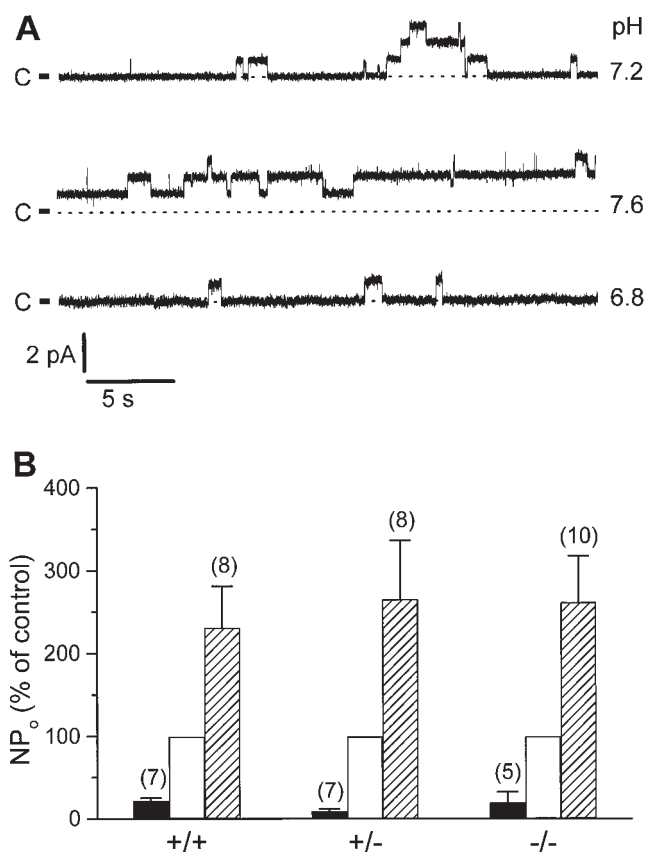 A
pH
C
7.2
C
7.6
C
6.8
2 pA
5 s
B
NPo (% of control)
400
300
200
100
0
(7)
(8)
(7)
(8)
(5)
(10)
+/+
+/-
-/-